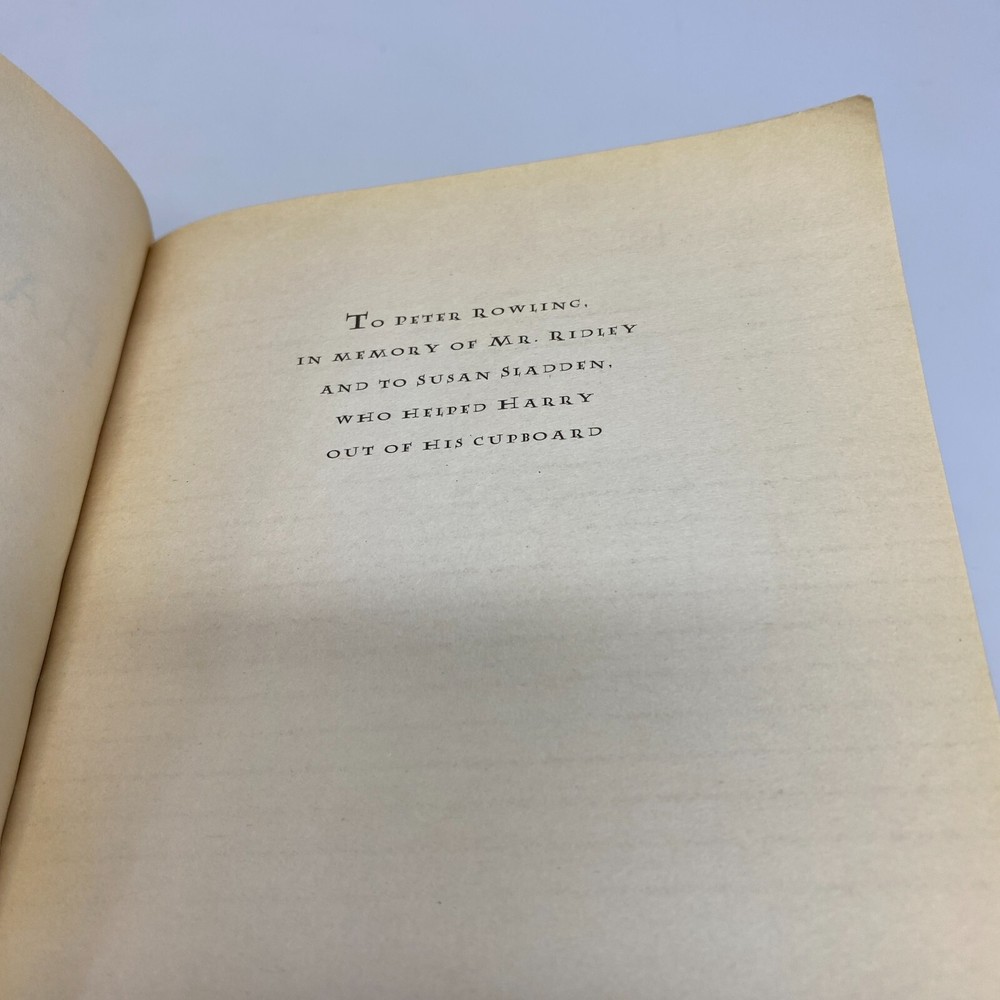 To Peter Rowling,
in memory of Mr. Ridley
and to Susan Sladden,
who helped Harry
out of his cupboard